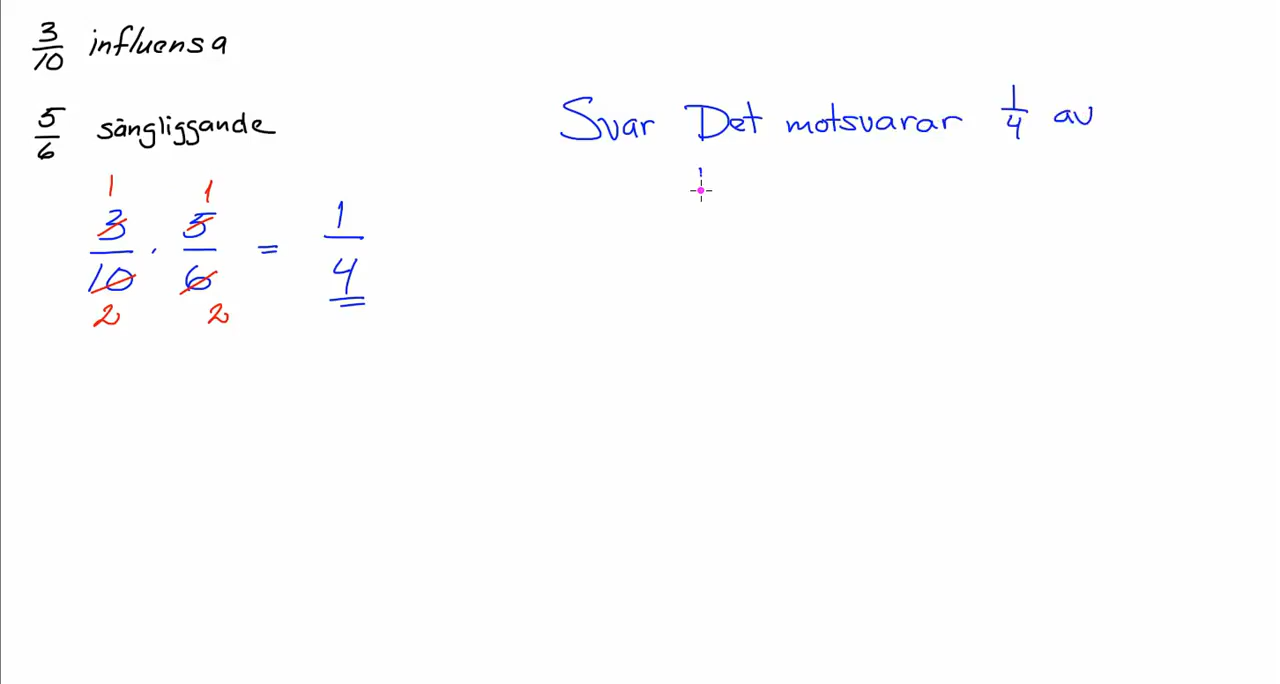 3/10 influensa
5/6 sängliggande
1 1
3/10 · 5/6 = 1/4
2 2
Svar Det motsvarar 1/4 av